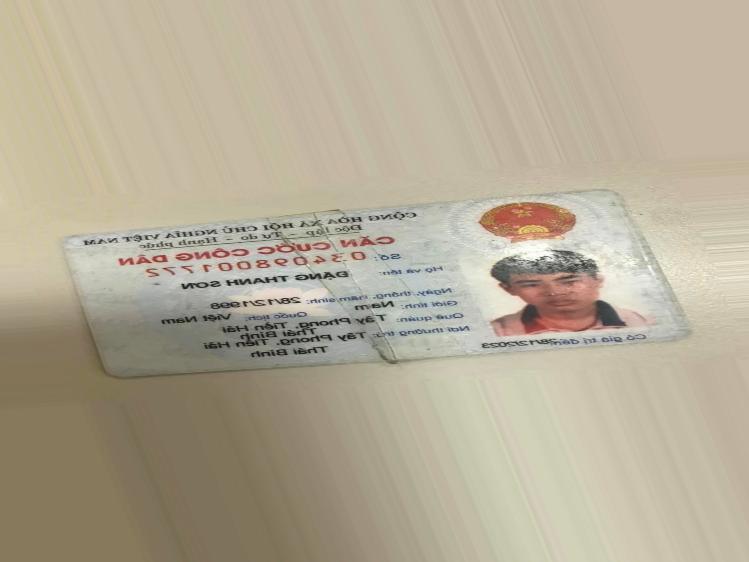 CỘNG HÒA XÃ HỘI CHỦ NGHĨA VIỆT NAM
Độc lập - Tự do - Hạnh phúc
CĂN CƯỚC CÔNG DÂN
Số: 034098001772
Họ và tên:
ĐẶNG THANH SƠN
Ngày, tháng, năm sinh: 28/12/1998
Giới tính: Nam Quốc tịch: Việt Nam
Quê quán: Tây Phong, Tiền Hải
Thái Bình
Nơi thường trú: Tây Phong, Tiền Hải
Thái Bình
Có giá trị đến: 28/12/2023